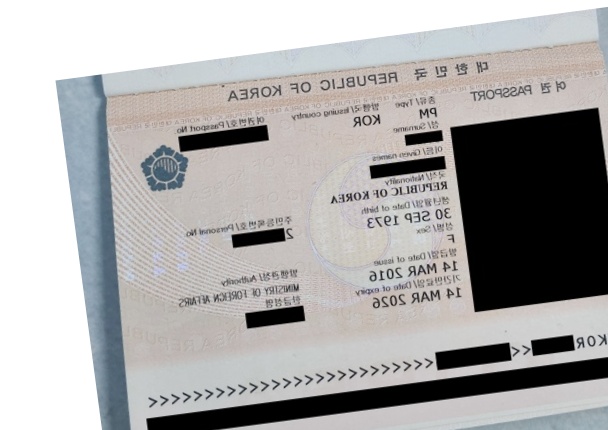 대한민국 REPUBLIC OF KOREA
여권 PASSPORT
종류/Type 발행국/Issuing country 여권번호/Passport No.
PM KOR
성/Surname
이름/Given names
국적/Nationality
REPUBLIC OF KOREA
생년월일/Date of birth 주민등록번호/Personal No.
30 SEP 1973 2
성별/Sex
F
발급일/Date of issue 발행관청/Authority
14 MAR 2016 MINISTRY OF FOREIGN AFFAIRS
기간만료일/Date of expiry 한글성명
14 MAR 2026
KOR << <<<<<<<<<<<<<<<<<<<<<<<<<<<<